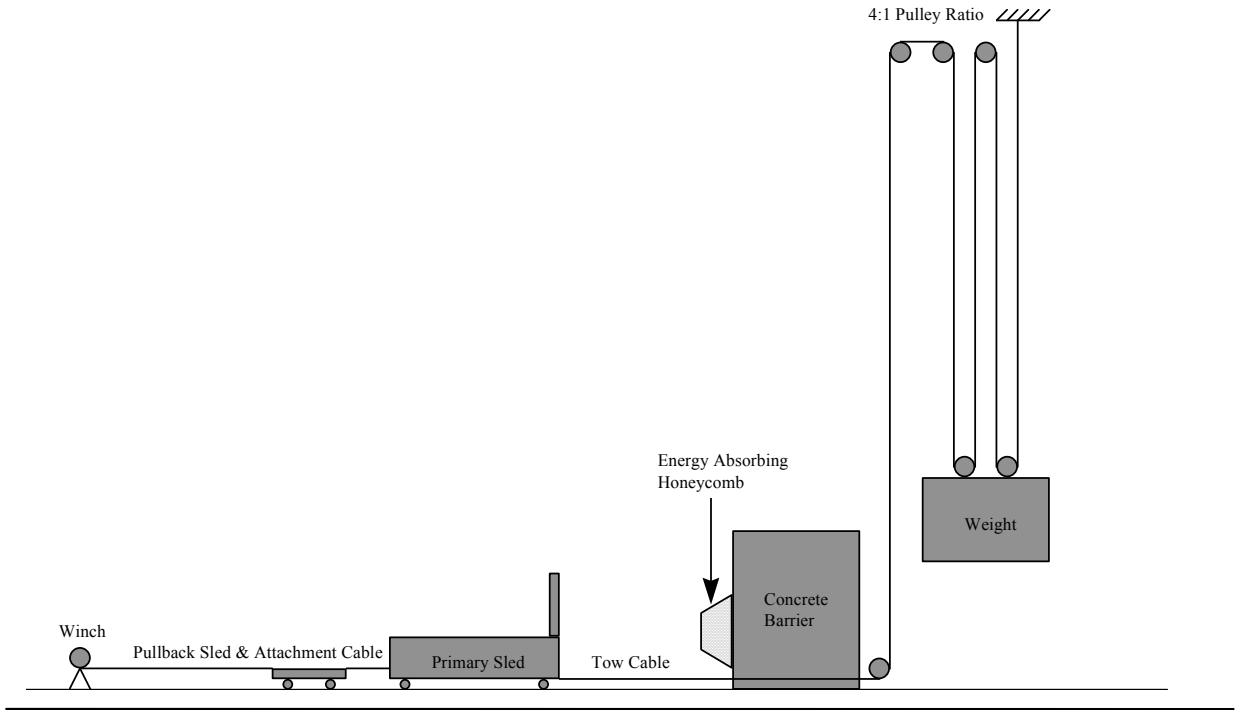 4:1 Pulley Ratio
Energy Absorbing
Honeycomb
Weight
Concrete
Barrier
Winch
Pullback Sled & Attachment Cable
Primary Sled
Tow Cable